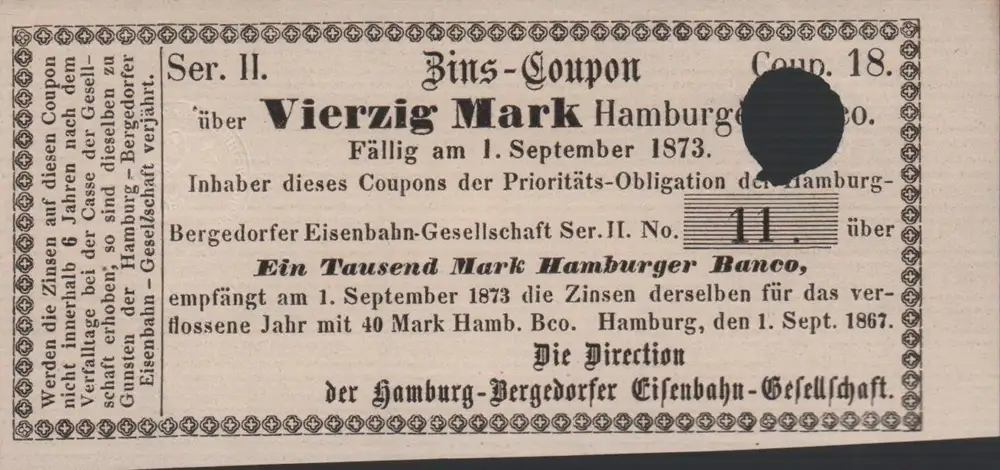 Werden die Zinsen auf diesen Coupon
nicht innerhalb 6 Jahren nach dem
Verfalltage bei der Casse der Gesell-
schaft erhoben, so sind dieselben zu
Gunsten der Hamburg-Bergedorfer
Eisenbahn-Gesellschaft verjährt.
Ser. II. Zins-Coupon Coup. 18.
über Vierzig Mark Hamburg co.
Fällig am 1. September 1873.
Inhaber dieses Coupons der Prioritäts-Obligation der Hamburg-
Bergedorfer Eisenbahn-Gesellschaft Ser. II. No. 11. über
Ein Tausend Mark Hamburger Banco,
empfängt am 1. September 1873 die Zinsen derselben für das ver-
flossene Jahr mit 40 Mark Hamb. Bco. Hamburg, den 1. Sept. 1867.
Die Direction
der Hamburg-Bergedorfer Eisenbahn-Gesellschaft.